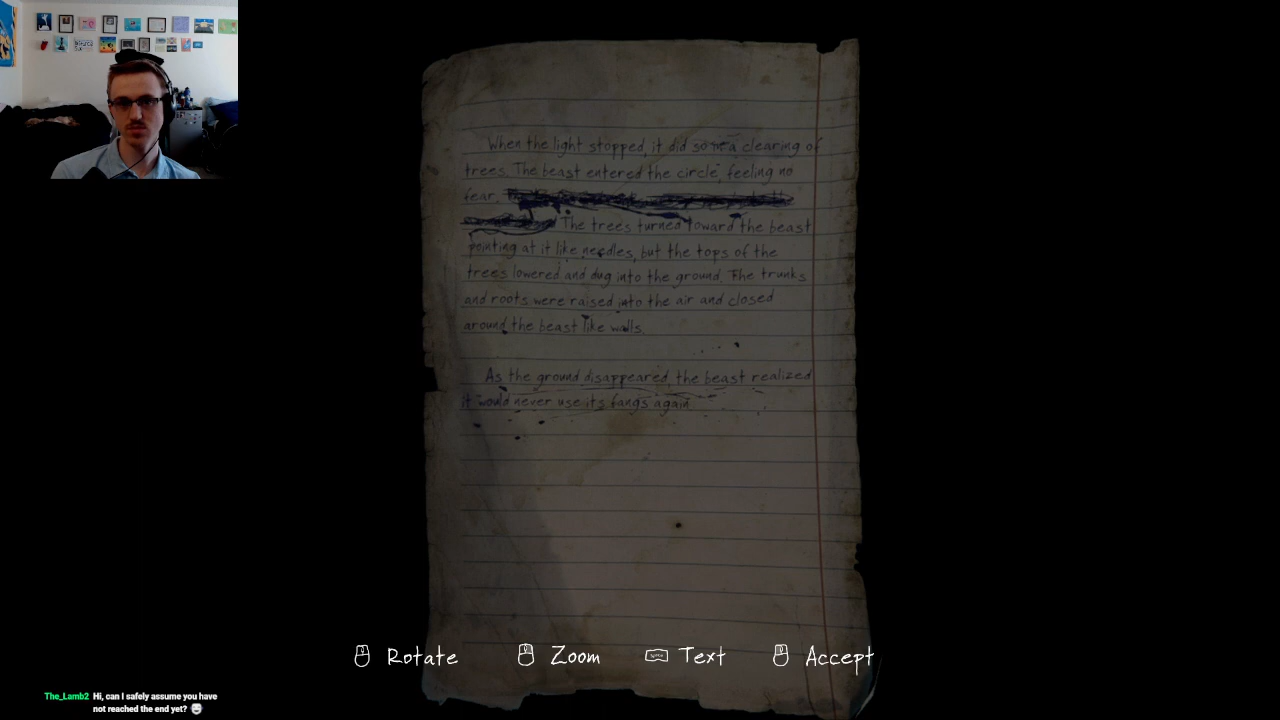 When the light stopped, it did so in a clearing of
trees. The beast entered the circle, feeling no
fear.
The trees turned toward the beast
pointing at it like needles, but the tops of the
trees lowered and dug into the ground. The trunks
and roots were raised into the air and closed
around the beast like walls.
As the ground disappeared, the beast realized
it would never use its fangs again
Rotate
Zoom
Text
Accept
The_Lamb2 Hi, can I safely assume you have
not reached the end yet?